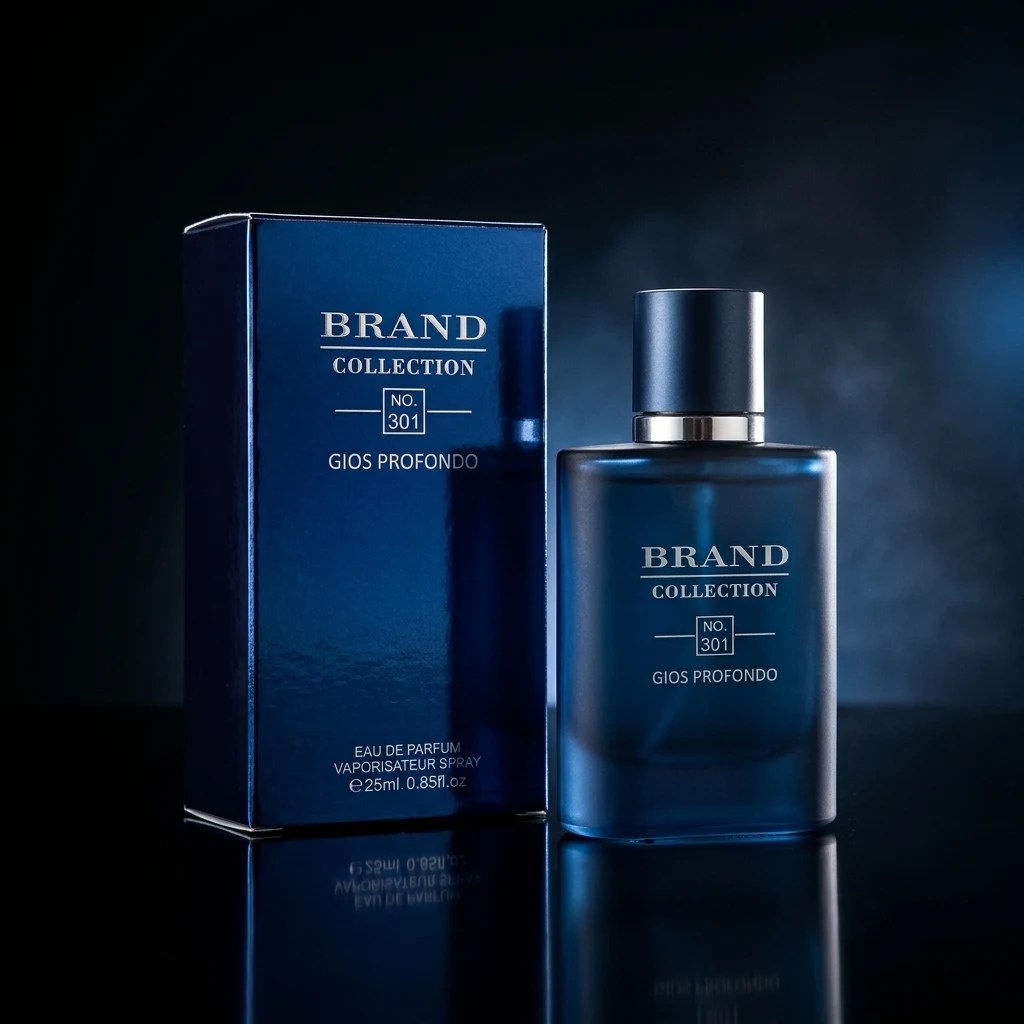 BRAND
COLLECTION
NO.
301
GIOS PROFONDO
EAU DE PARFUM
VAPORISATEUR SPRAY
℮25ml. 0.85fl.oz
BRAND
COLLECTION
NO.
301
GIOS PROFONDO